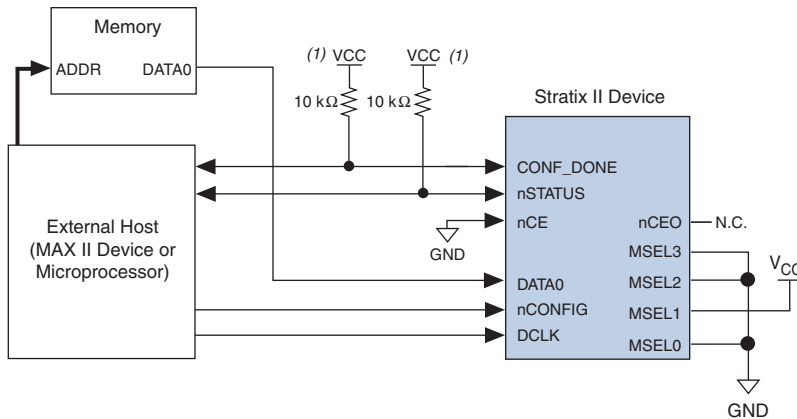 Memory
ADDR
DATA0
(1) VCC
VCC (1)
10 kΩ
10 kΩ
Stratix II Device
External Host
(MAX II Device or
Microprocessor)
CONF_DONE
nSTATUS
nCE
GND
DATA0
nCONFIG
DCLK
nCEO
N.C.
MSEL3
MSEL2
MSEL1
MSEL0
VCC
GND